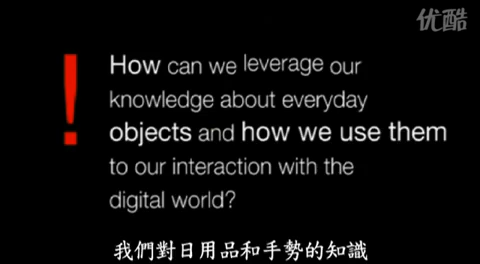 优酷
!
How can we leverage our
knowledge about everyday
objects and how we use them
to our interaction with the
digital world?
我們對日用品和手勢的知識